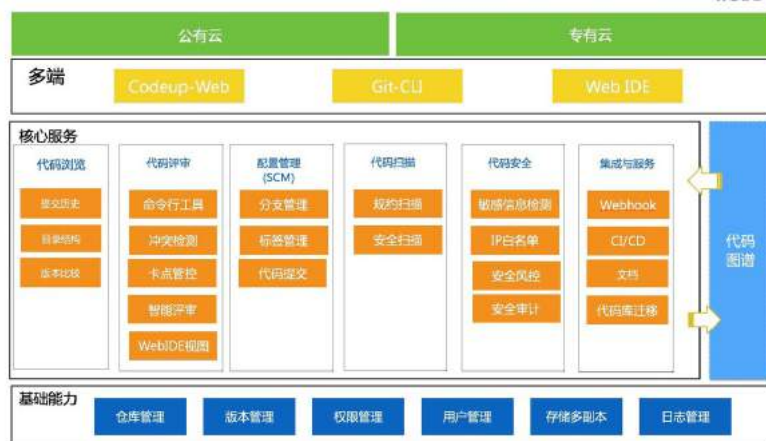 公有云
专有云
多端
Codeup-Web
Git-CLI
Web IDE
核心服务
代码浏览
提交历史
目录结构
版本比较
代码评审
命令行工具
冲突检测
卡点管控
智能评审
WebIDE视图
配置管理
(SCM)
分支管理
标签管理
代码提交
代码扫描
规约扫描
安全扫描
代码安全
敏感信息检测
IP白名单
安全风控
安全审计
集成与服务
Webhook
CI/CD
文档
代码库迁移
代码
图谱
基础能力
仓库管理
版本管理
权限管理
用户管理
存储多副本
日志管理